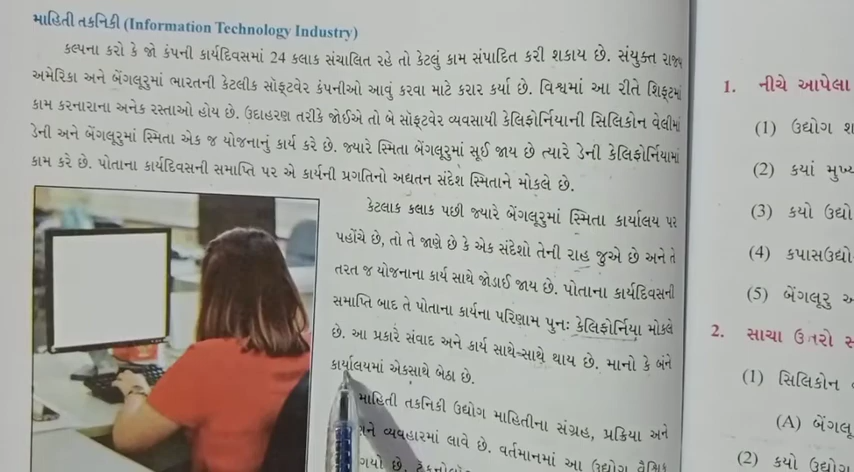 માહિતી તકનિકી (Information Technology Industry)
કલ્પના કરો કે જો કંપની કાર્યદિવસમાં 24 કલાક સંચાલિત રહે તો કેટલું કામ સંપાદિત કરી શકાય છે. સંયુક્ત રાજ્ય
અમેરિકા અને બેંગલૂરુમાં ભારતની કેટલીક સૉફ્ટવેર કંપનીઓ આવું કરવા માટે કરાર કર્યા છે. વિશ્વમાં આ રીતે શિફ્ટમાં
કામ કરનારાના અનેક રસ્તાઓ હોય છે. ઉદાહરણ તરીકે જોઈએ તો બે સૉફ્ટવેર વ્યવસાયી કેલિફોર્નિયાની સિલિકોન વેલીમાં
ડેની અને બેંગલૂરુમાં સ્મિતા એક જ યોજનાનું કાર્ય કરે છે. જ્યારે સ્મિતા બેંગલૂરુમાં સૂઈ જાય છે ત્યારે ડેની કેલિફોર્નિયામાં
કામ કરે છે. પોતાના કાર્યદિવસની સમાપ્તિ પર એ કાર્યની પ્રગતિનો અદ્યતન સંદેશ સ્મિતાને મોકલે છે.
કેટલાક કલાક પછી જ્યારે બેંગલૂરુમાં સ્મિતા કાર્યાલય પર
પહોંચે છે, તો તે જાણે છે કે એક સંદેશો તેની રાહ જુએ છે અને તે
તરત જ યોજનાના કાર્ય સાથે જોડાઈ જાય છે. પોતાના કાર્યદિવસની
સમાપ્તિ બાદ તે પોતાના કાર્યના પરિણામ પુનઃ કેલિફોર્નિયા મોકલે
છે. આ પ્રકારે સંવાદ અને કાર્ય સાથે-સાથે થાય છે. માનો કે બંને
કાર્યાલયમાં એકસાથે બેઠા છે.
માહિતી તકનિકી ઉદ્યોગ માહિતીના સંગ્રહ, પ્રક્રિયા અને
વ્યવહારમાં લાવે છે. વર્તમાનમાં આ ઉદ્યોગ વૈશ્વિક
ગયો છે.
1. નીચે આપેલા
(1) ઉદ્યોગ
(2) કયાં મુખ્ય
(3) કયો ઉદ્યો
(4) કપાસઉદ્યો
(5) બેંગલૂરુ
2. સાચા ઉત્તરો
(1) સિલિકોન
(A) બેંગલૂ
(2) કયો ઉદ્યોગ